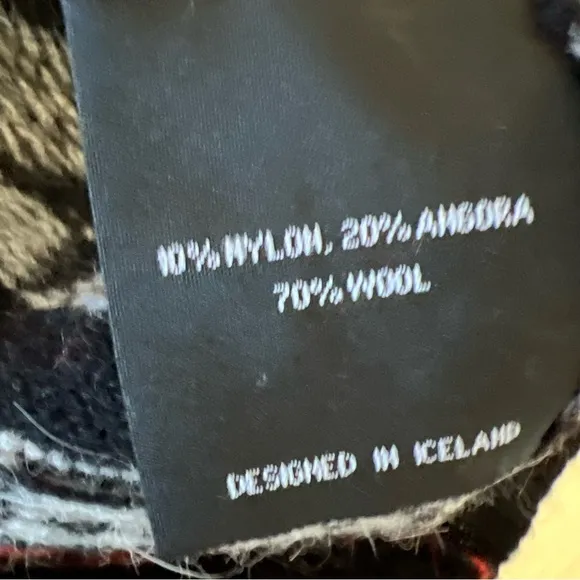 10% NYLON, 20% ANGORA
70% WOOL
DESIGNED IN ICELAND